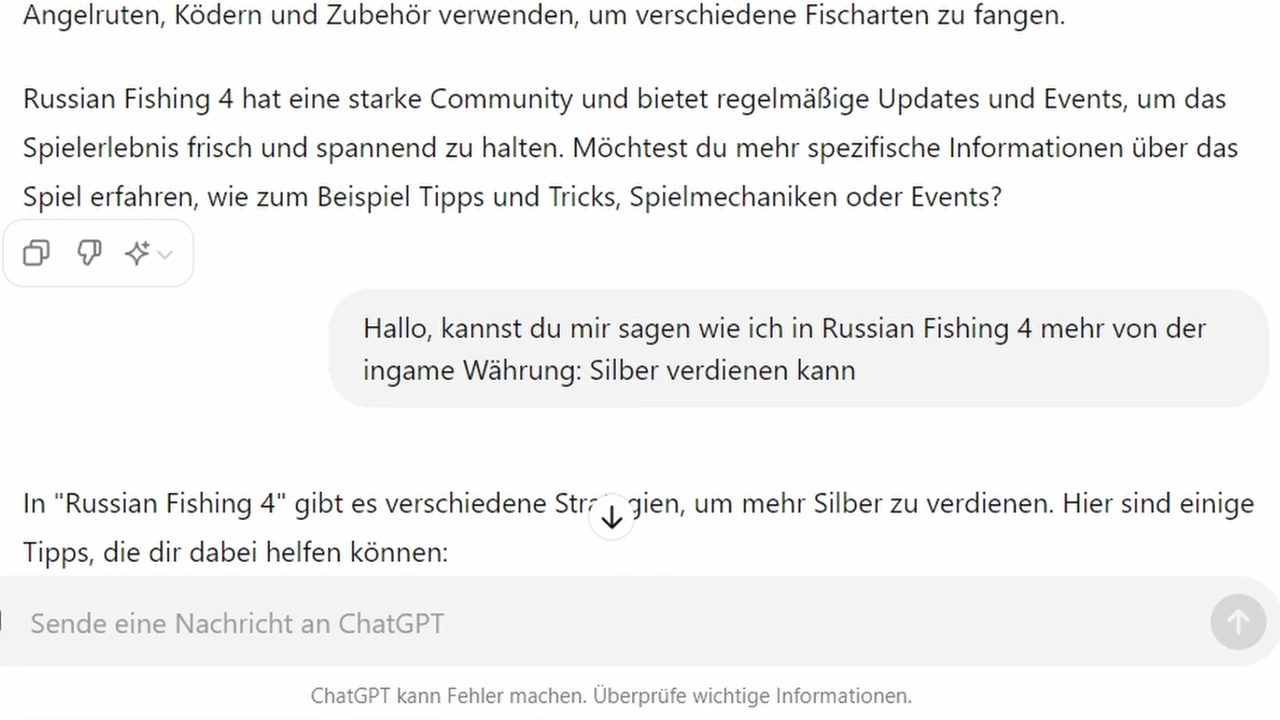 Angelruten, Ködern und Zubehör verwenden, um verschiedene Fischarten zu fangen.
Russian Fishing 4 hat eine starke Community und bietet regelmäßige Updates und Events, um das
Spielerlebnis frisch und spannend zu halten. Möchtest du mehr spezifische Informationen über das
Spiel erfahren, wie zum Beispiel Tipps und Tricks, Spielmechaniken oder Events?
Hallo, kannst du mir sagen wie ich in Russian Fishing 4 mehr von der
ingame Währung: Silber verdienen kann
In "Russian Fishing 4" gibt es verschiedene Strategien, um mehr Silber zu verdienen. Hier sind einige
Tipps, die dir dabei helfen können:
Sende eine Nachricht an ChatGPT
ChatGPT kann Fehler machen. Überprüfe wichtige Informationen.